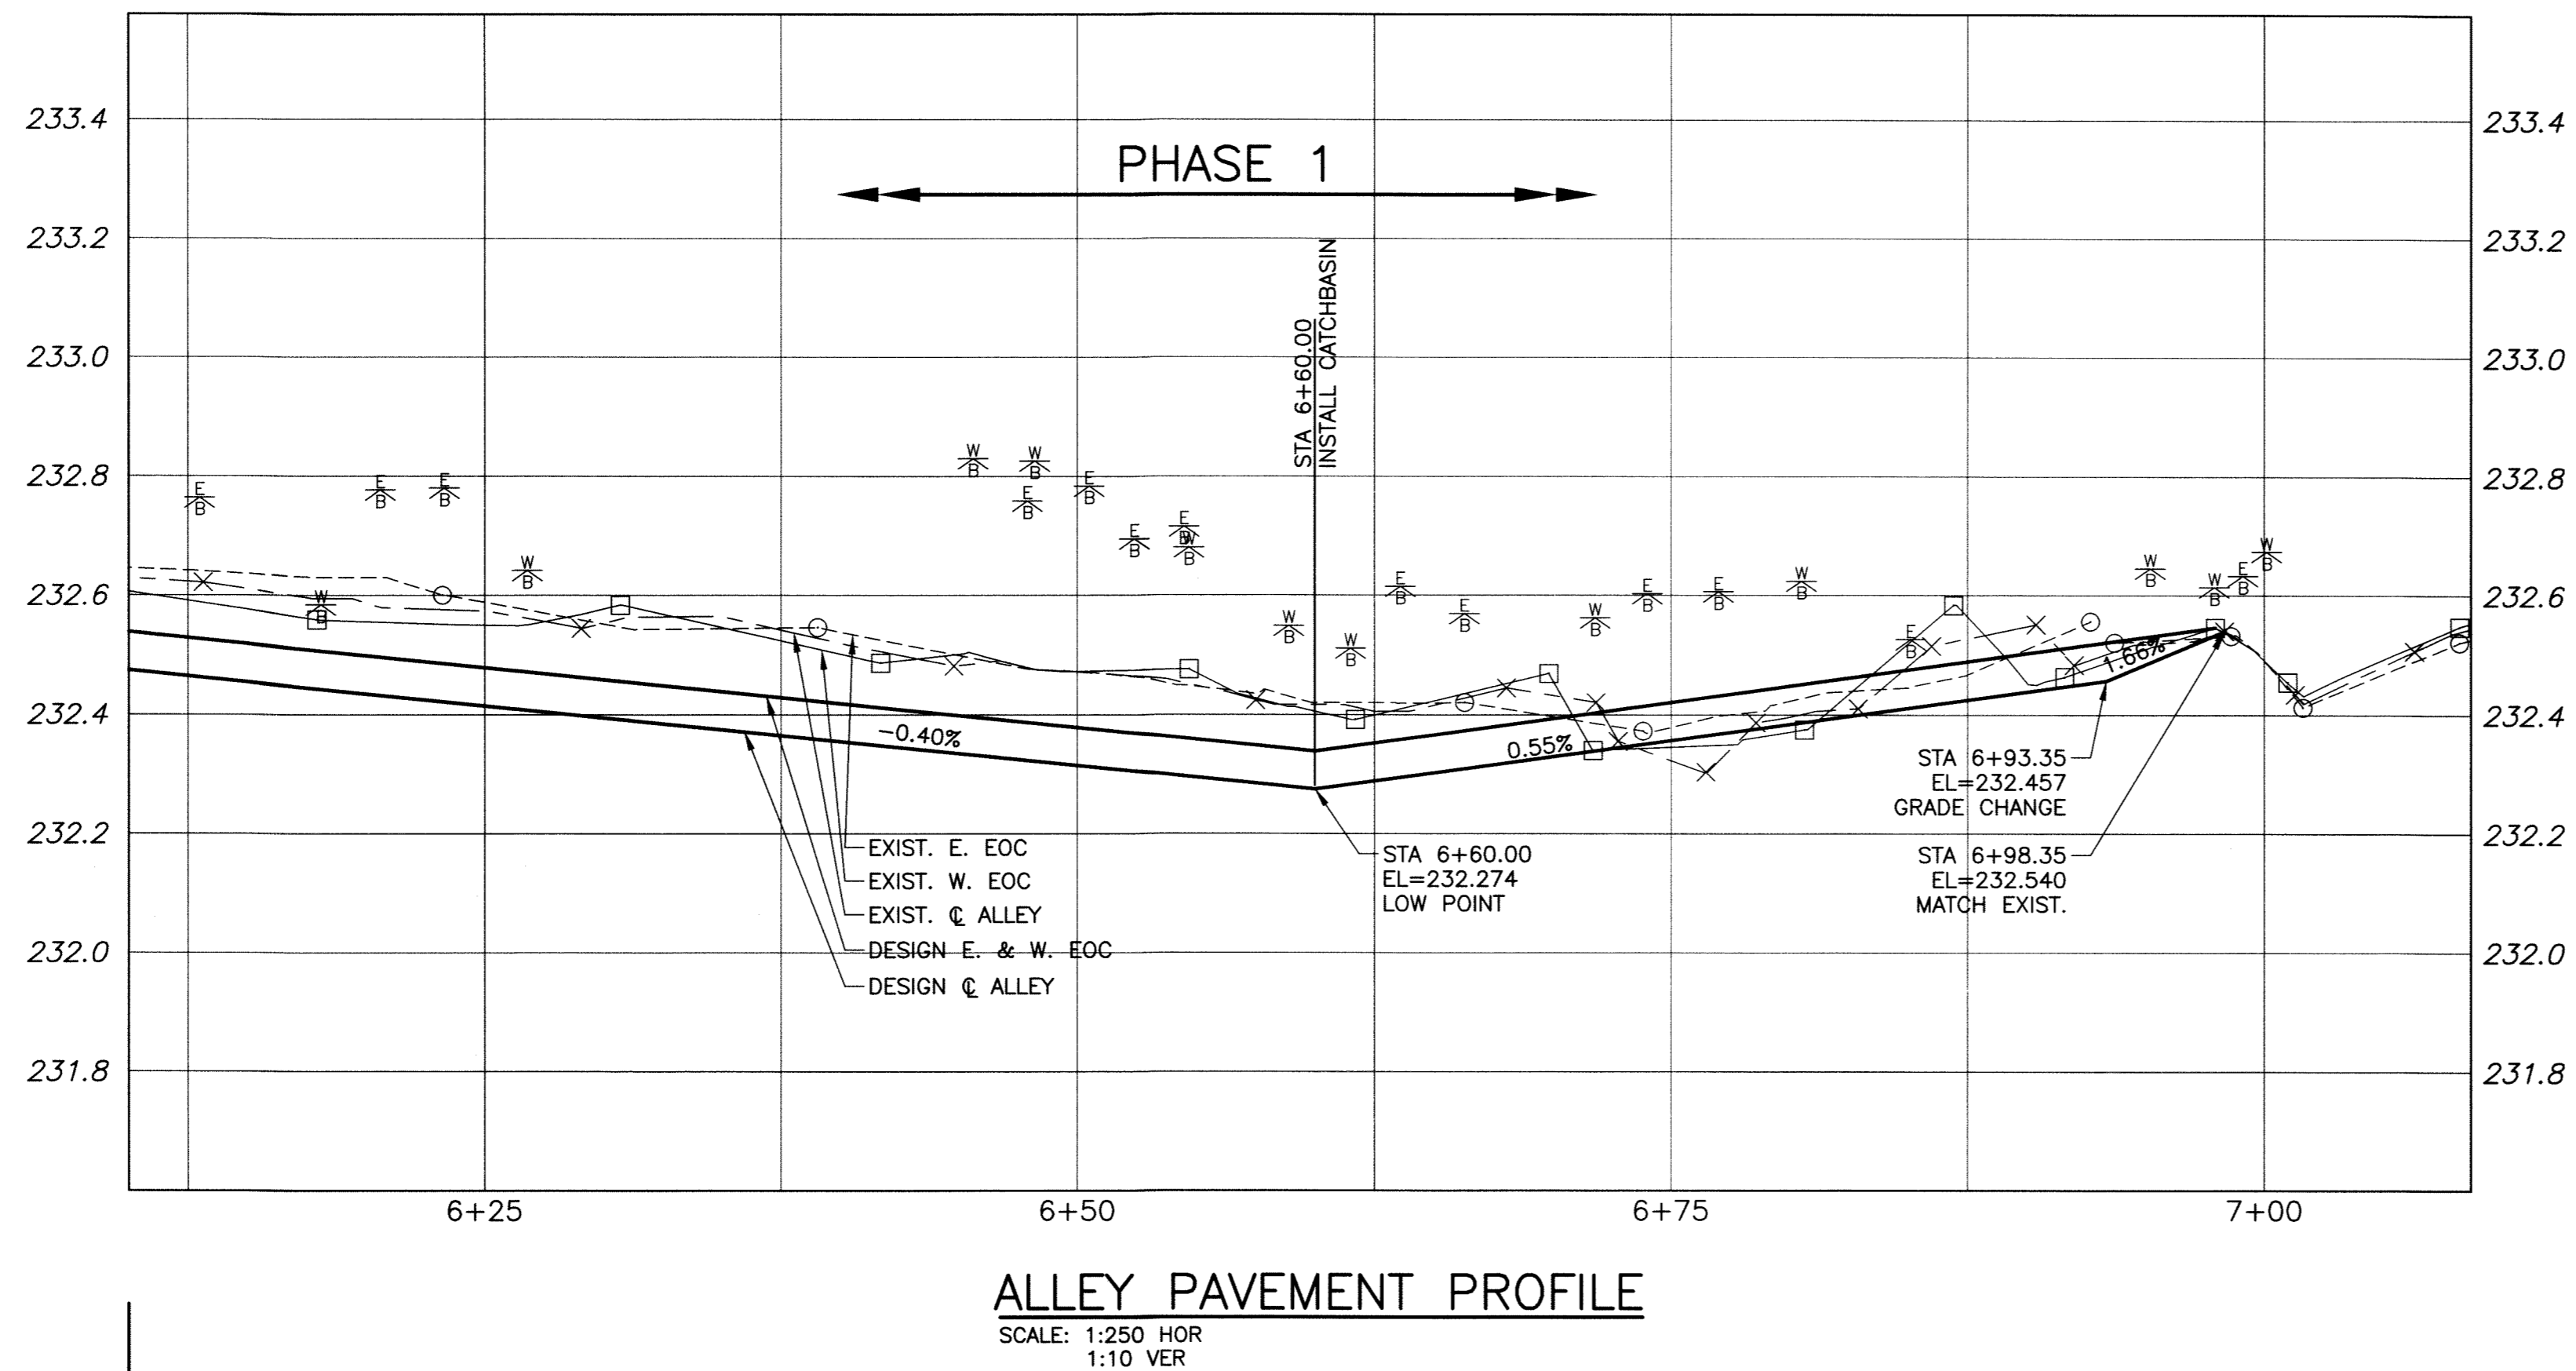 PHASE 1
233.4
233.4
233.2
233.2
233.0
233.0
232.8
232.8
232.6
232.6
232.4
232.4
232.2
232.2
232.0
232.0
231.8
231.8
STA 6+60.00
INSTALL CATCHBASIN
E
B
E
B
E
B
W
B
W
B
W
B
W
B
E
B
E
B
E
B
E
B
W
B
W
B
W
B
E
B
E
B
W
B
E
B
E
B
W
B
E
B
W
B
W
B
E
B
W
B
-0.40%
0.55%
1.66%
EXIST. E. EOC
EXIST. W. EOC
EXIST. ℄ ALLEY
DESIGN E. & W. EOC
DESIGN ℄ ALLEY
STA 6+60.00
EL=232.274
LOW POINT
STA 6+93.35
EL=232.457
GRADE CHANGE
STA 6+98.35
EL=232.540
MATCH EXIST.
6+25
6+50
6+75
7+00
ALLEY PAVEMENT PROFILE
SCALE: 1:250 HOR
1:10 VER